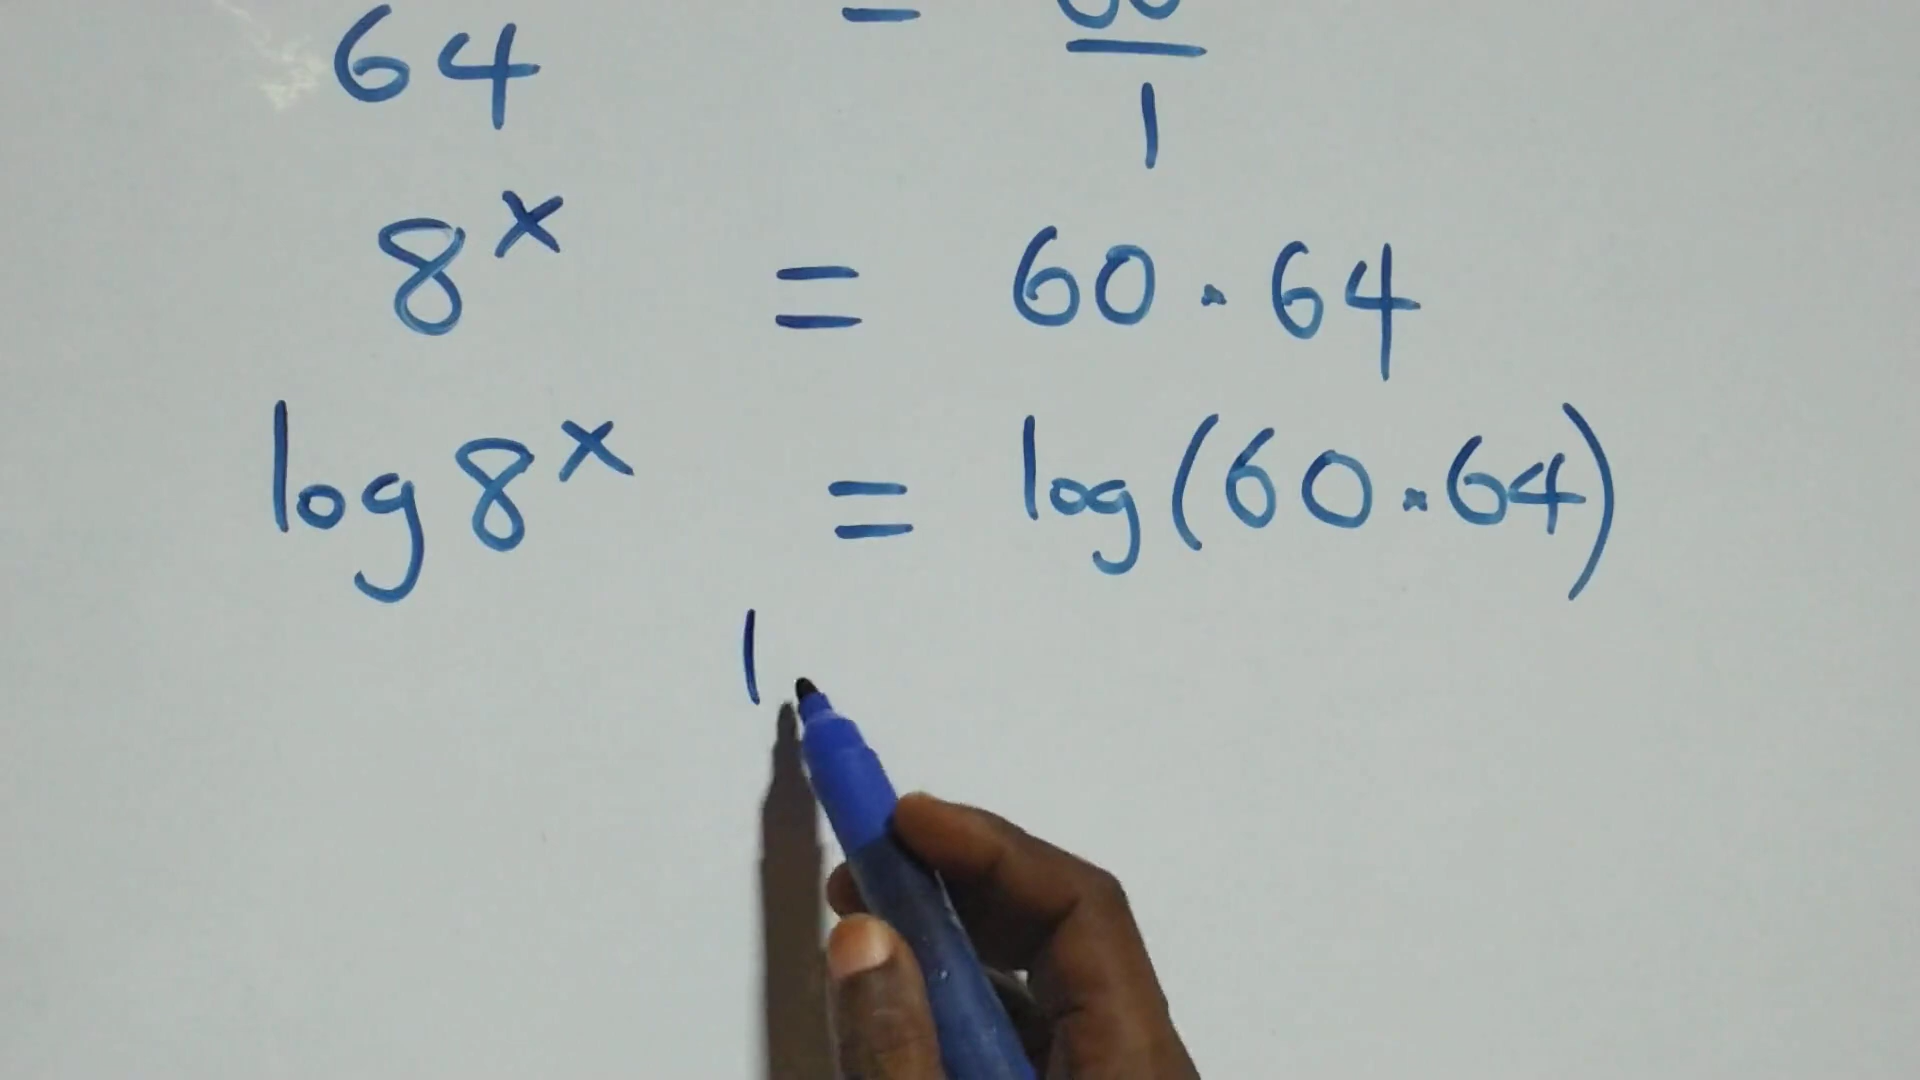 64 =
1
8^x = 60 · 64
log 8^x = log(60 · 64)
l